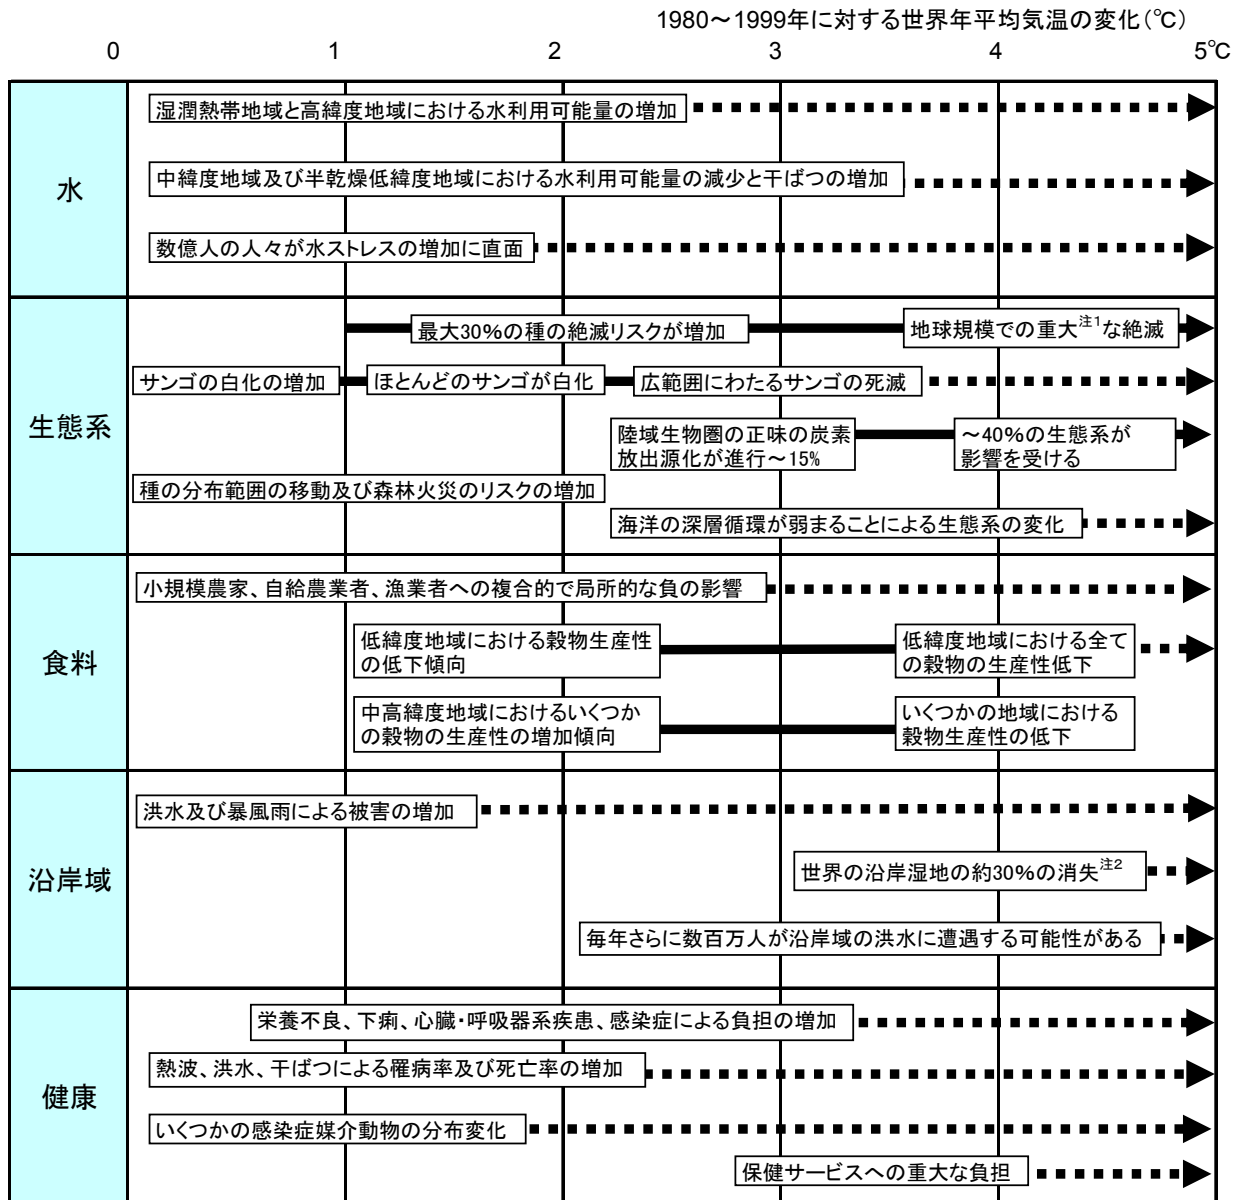 1980～1999年に対する世界年平均気温の変化（℃）
0 1 2 3 4 5℃
水
湿潤熱帯地域と高緯度地域における水利用可能量の増加
中緯度地域及び半乾燥低緯度地域における水利用可能量の減少と干ばつの増加
数億人の人々が水ストレスの増加に直面
生態系
最大30%の種の絶滅リスクが増加
地球規模での重大注1な絶滅
サンゴの白化の増加
ほとんどのサンゴが白化
広範囲にわたるサンゴの死滅
陸域生物圏の正味の炭素
放出源化が進行～15%
～40%の生態系が
影響を受ける
種の分布範囲の移動及び森林火災のリスクの増加
海洋の深層循環が弱まることによる生態系の変化
食料
小規模農家、自給農業者、漁業者への複合的で局所的な負の影響
低緯度地域における穀物生産性
の低下傾向
低緯度地域における全て
の穀物の生産性低下
中高緯度地域におけるいくつか
の穀物の生産性の増加傾向
いくつかの地域における
穀物生産性の低下
沿岸域
洪水及び暴風雨による被害の増加
世界の沿岸湿地の約30%の消失注2
毎年さらに数百万人が沿岸域の洪水に遭遇する可能性がある
健康
栄養不良、下痢、心臓・呼吸器系疾患、感染症による負担の増加
熱波、洪水、干ばつによる罹病率及び死亡率の増加
いくつかの感染症媒介動物の分布変化
保健サービスへの重大な負担